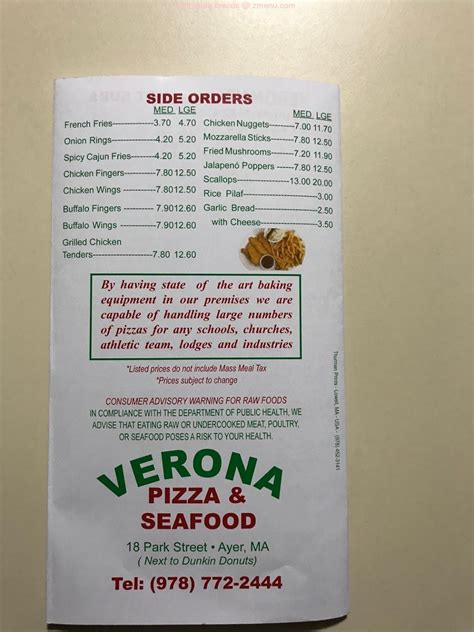 zmenu.com
SIDE ORDERS
MED LGE
French Fries 3.70 4.70
Onion Rings 4.20 5.20
Spicy Cajun Fries 4.20 5.20
Chicken Fingers 7.80 12.50
Chicken Wings 7.80 12.50
Buffalo Fingers 7.90 12.60
Buffalo Wings 7.90 12.60
Grilled Chicken
Tenders 7.80 12.60
MED LGE
Chicken Nuggets 7.00 11.70
Mozzarella Sticks 7.80 12.50
Fried Mushrooms 7.20 11.90
Jalapenó Poppers 7.80 12.50
Scallops 13.00 20.00
Rice Pilaf 3.00
Garlic Bread 2.50
with Cheese 3.50
By having state of the art baking
equipment in our premises we are
capable of handling large numbers
of pizzas for any schools, churches,
athletic team, lodges and industries
*Listed prices do not include Mass Meal Tax
*Prices subject to change
CONSUMER ADVISORY WARNING FOR RAW FOODS
IN COMPLIANCE WITH THE DEPARTMENT OF PUBLIC HEALTH, WE
ADVISE THAT EATING RAW OR UNDERCOOKED MEAT, POULTRY,
OR SEAFOOD POSES A RISK TO YOUR HEALTH.
VERONA
PIZZA &
SEAFOOD
18 Park Street • Ayer, MA
( Next to Dunkin Donuts)
Tel: (978) 772-2444
Lowell, MA - USA